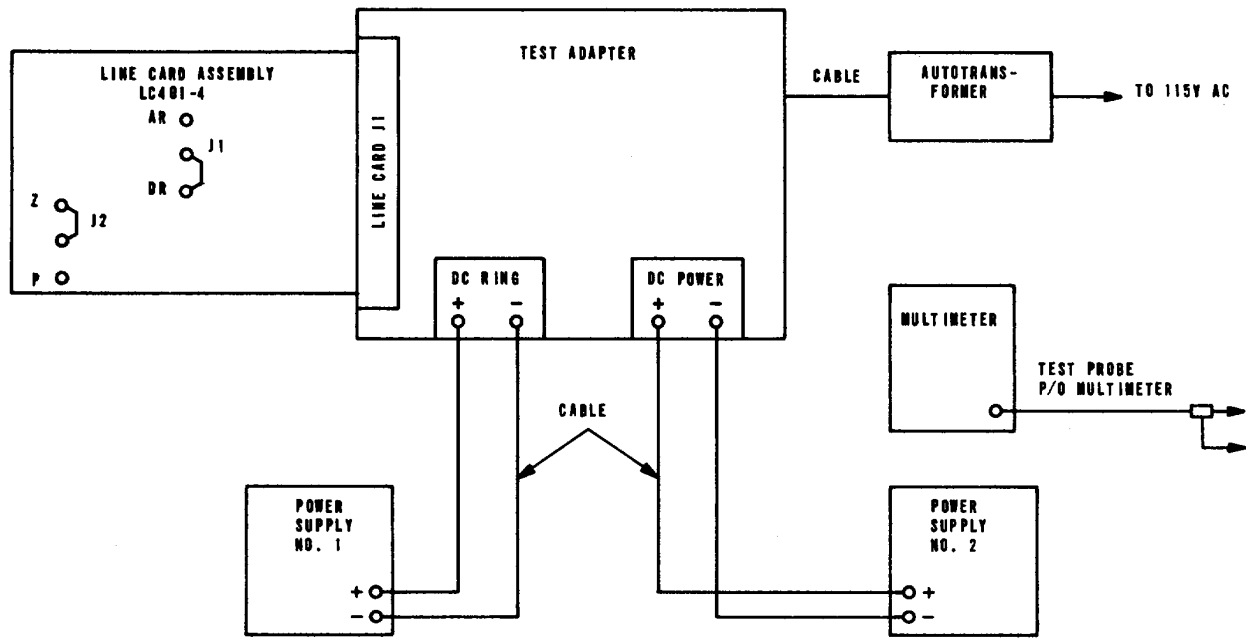 LINE CARD ASSEMBLY
LC401-4
AR
J1
DR
Z
J2
P
LINE CARD J1
TEST ADAPTER
DC RING
+ -
DC POWER
+ -
CABLE
AUTOTRANS-
FORMER
TO 115V AC
MULTIMETER
TEST PROBE
P/O MULTIMETER
CABLE
POWER
SUPPLY
NO. 1
+
-
POWER
SUPPLY
NO. 2
+
-